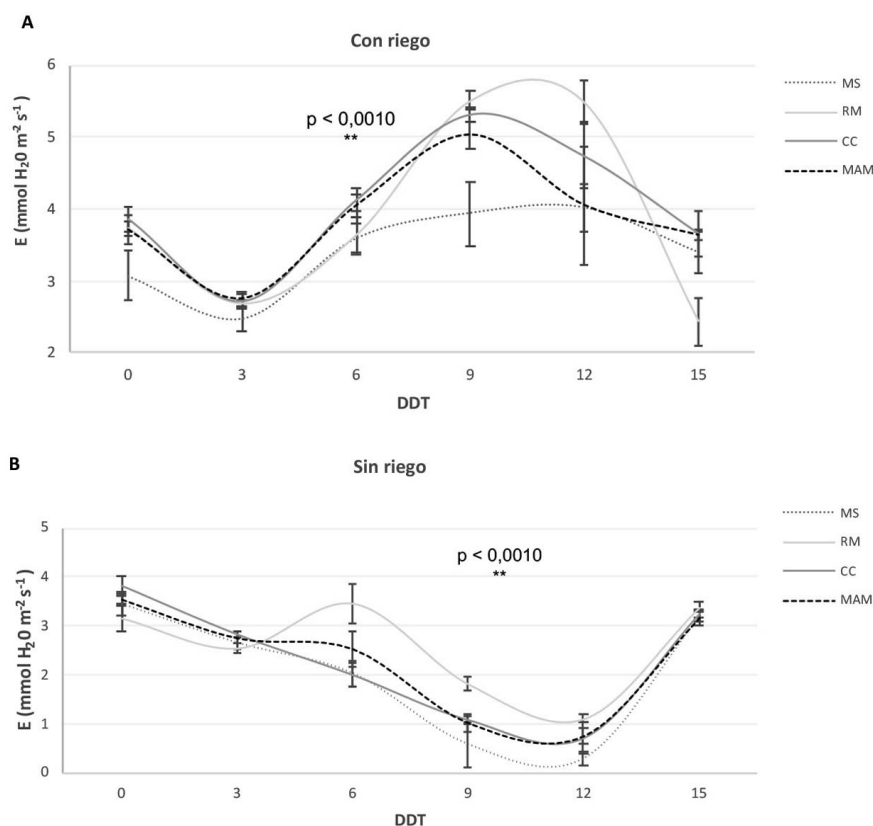 A
Con riego
6
5
4
3
2
E (mmol H₂0 m⁻² s⁻¹)
p < 0,0010
**
0 3 6 9 12 15
DDT
MS
RM
CC
MAM
B
Sin riego
5
4
3
2
1
0
E (mmol H₂0 m⁻² s⁻¹)
p < 0,0010
**
0 3 6 9 12 15
DDT
MS
RM
CC
MAM